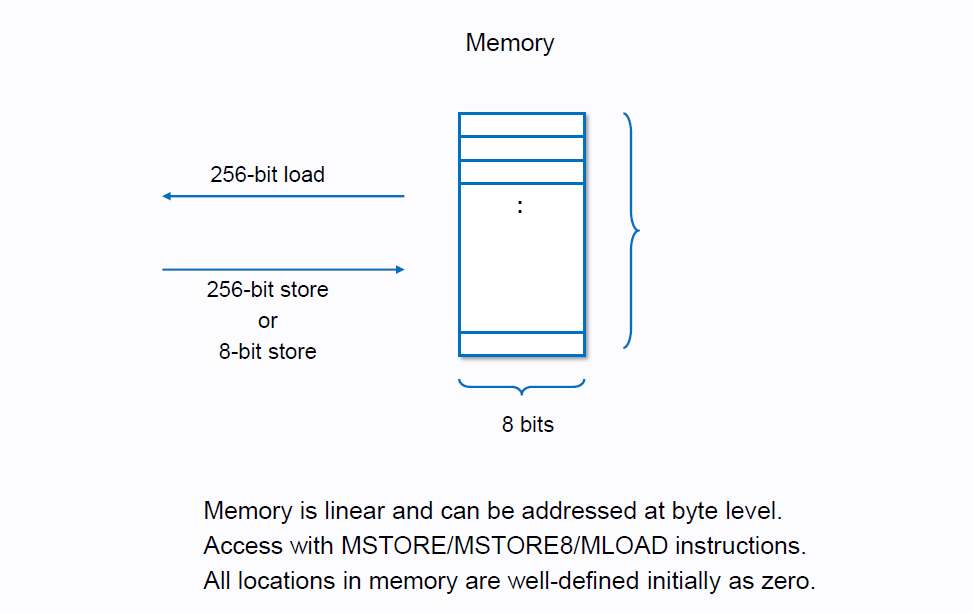 Memory
256-bit load
:
256-bit store
or
8-bit store
8 bits
Memory is linear and can be addressed at byte level.
Access with MSTORE/MSTORE8/MLOAD instructions.
All locations in memory are well-defined initially as zero.